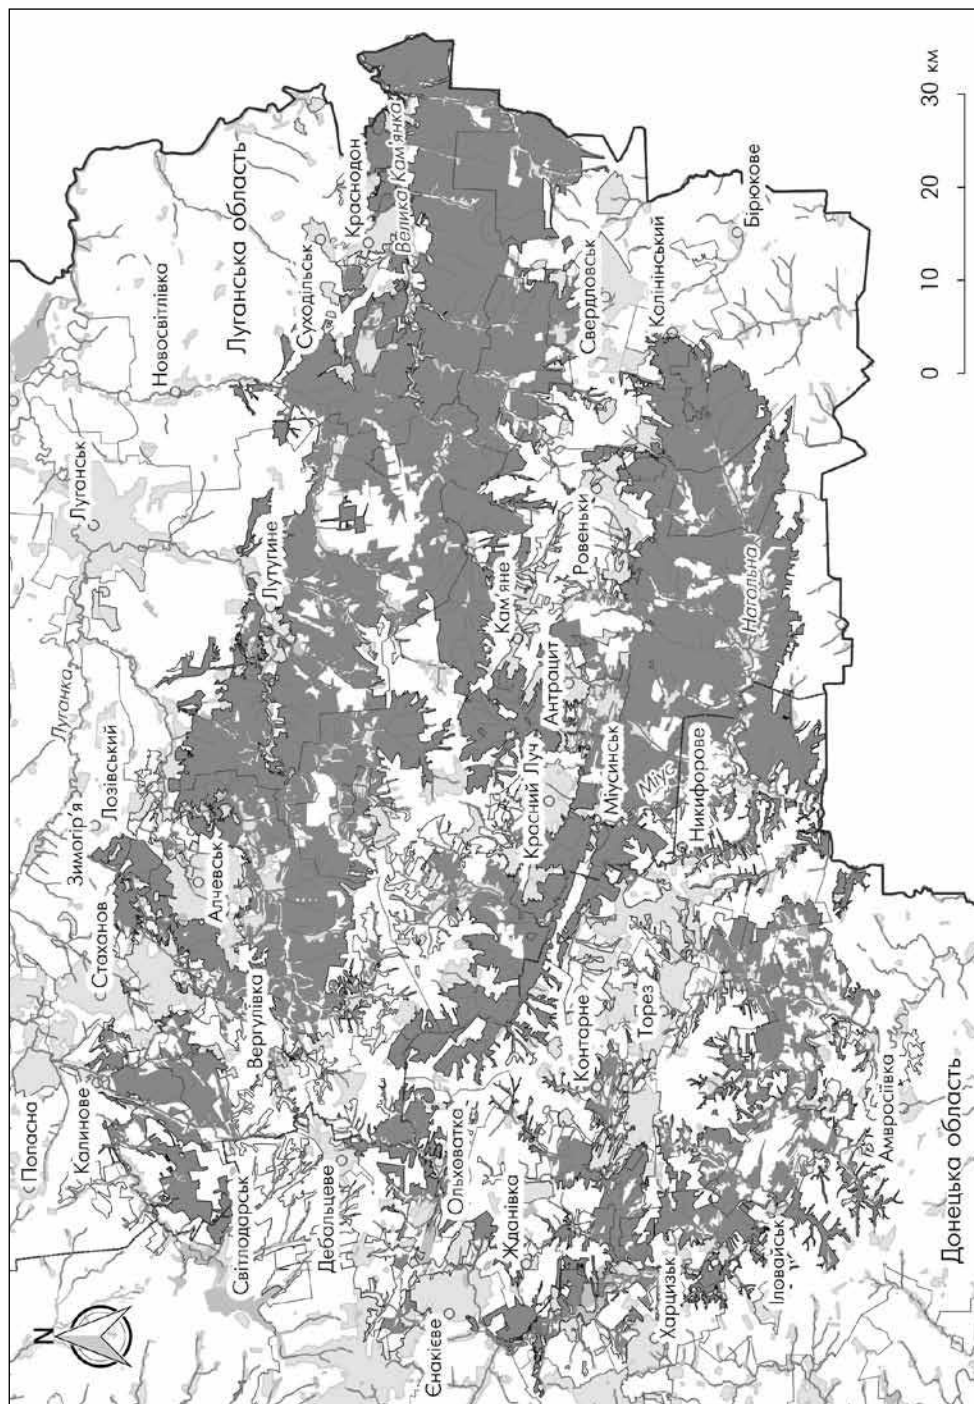 N
Попасна
Калинове
Стаханов
Зимогір'я
Луганка
Лозівський
Луганськ
Новосвітлівка
Луганська область
Світлодарськ
Вергулівка
Алчевськ
Лутугине
Суходільськ
Краснодон
Велика Кам'янка
Дебальцеве
Єнакієве
Ольховатка
Жданівка
Кам'яне
Красний Луч
Антрацит
Ровеньки
Свердловськ
Контарне
Міусинськ
Торез
Міус
Калінінський
Харцизьк
Никифорове
Нагольна
Бірюкове
Іловайськ
Амвросіївка
Донецька область
0 10 20 30 км